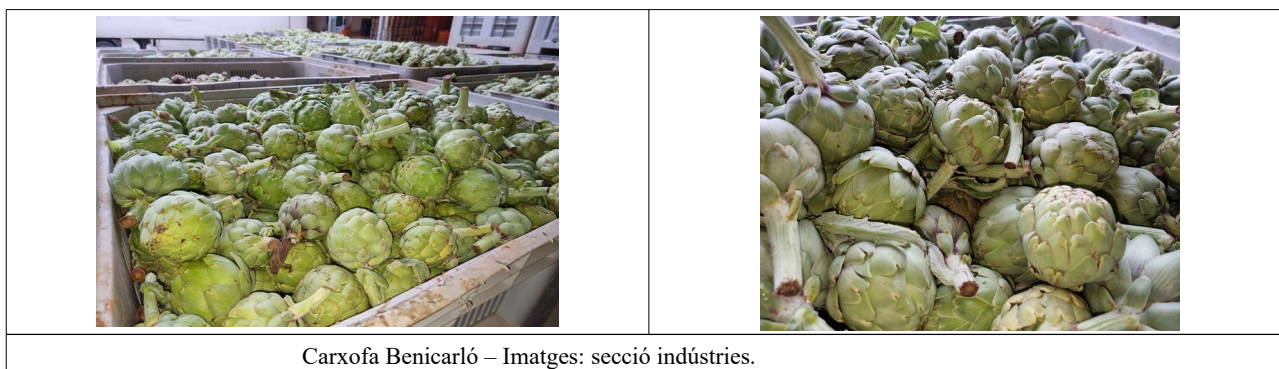 Carxofa Benicarló – Imatges: secció indústries.